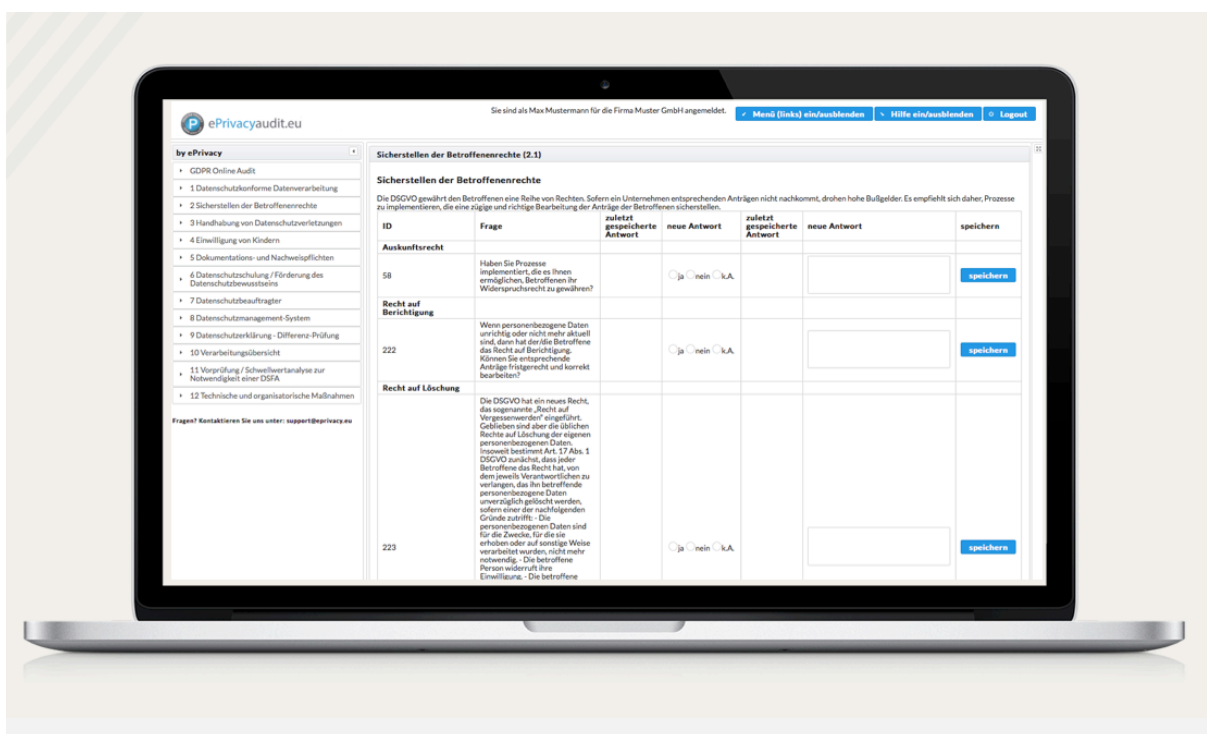 Sie sind als Max Mustermann für die Firma Muster GmbH angemeldet.
Menü (links) ein/ausblenden
Hilfe ein/ausblenden
Logout
ePrivacyaudit.eu
by ePrivacy
GDPR Online Audit
1 Datenschutzkonforme Datenverarbeitung
2 Sicherstellen der Betroffenenrechte
3 Handhabung von Datenschutzverletzungen
4 Einwilligung von Kindern
5 Dokumentations- und Nachweispflichten
6 Datenschutzschulung / Förderung des
Datenschutzbewusstseins
7 Datenschutzbeauftragter
8 Datenschutzmanagement-System
9 Datenschutzerklärung - Differenz-Prüfung
10 Verarbeitungsübersicht
11 Vorprüfung / Schwellwertanalyse zur
Notwendigkeit einer DSFA
12 Technische und organisatorische Maßnahmen
Fragen? Kontaktieren Sie uns unter: support@eprivacy.eu
Sicherstellen der Betroffenenrechte (2.1)
Sicherstellen der Betroffenenrechte
Die DSGVO gewährt den Betroffenen eine Reihe von Rechten. Sofern ein Unternehmen entsprechenden Anträgen nicht nachkommt, drohen hohe Bußgelder. Es empfiehlt sich daher, Prozesse
zu implementieren, die eine zügige und richtige Bearbeitung der Anträge der Betroffenen sicherstellen.
ID
Frage
zuletzt
gespeicherte
Antwort
neue Antwort
zuletzt
gespeicherte
Antwort
neue Antwort
speichern
Auskunftsrecht
58
Haben Sie Prozesse
implementiert, die es Ihnen
ermöglichen, Betroffenen ihr
Widerspruchsrecht zu gewähren?
ja nein k.A.
speichern
Recht auf
Berichtigung
222
Wenn personenbezogene Daten
unrichtig oder nicht mehr aktuell
sind, dann hat der/die Betroffene
das Recht auf Berichtigung.
Können Sie entsprechende
Anträge fristgerecht und korrekt
bearbeiten?
ja nein k.A.
speichern
Recht auf Löschung
223
Die DSGVO hat ein neues Recht,
das sogenannte „Recht auf
Vergessenwerden" eingeführt.
Geblieben sind aber die üblichen
Rechte auf Löschung der eigenen
personenbezogenen Daten.
Insoweit bestimmt Art. 17 Abs. 1
DSGVO zunächst, dass jeder
Betroffene das Recht hat, von
dem jeweils Verantwortlichen zu
verlangen, das ihn betreffende
personenbezogene Daten
unverzüglich gelöscht werden,
sofern einer der nachfolgenden
Gründe zutrifft: - Die
personenbezogenen Daten sind
für die Zwecke, für die sie
erhoben oder auf sonstige Weise
verarbeitet wurden, nicht mehr
notwendig. - Die betroffene
Person widerruft ihre
Einwilligung. - Die betroffene
ja nein k.A.
speichern